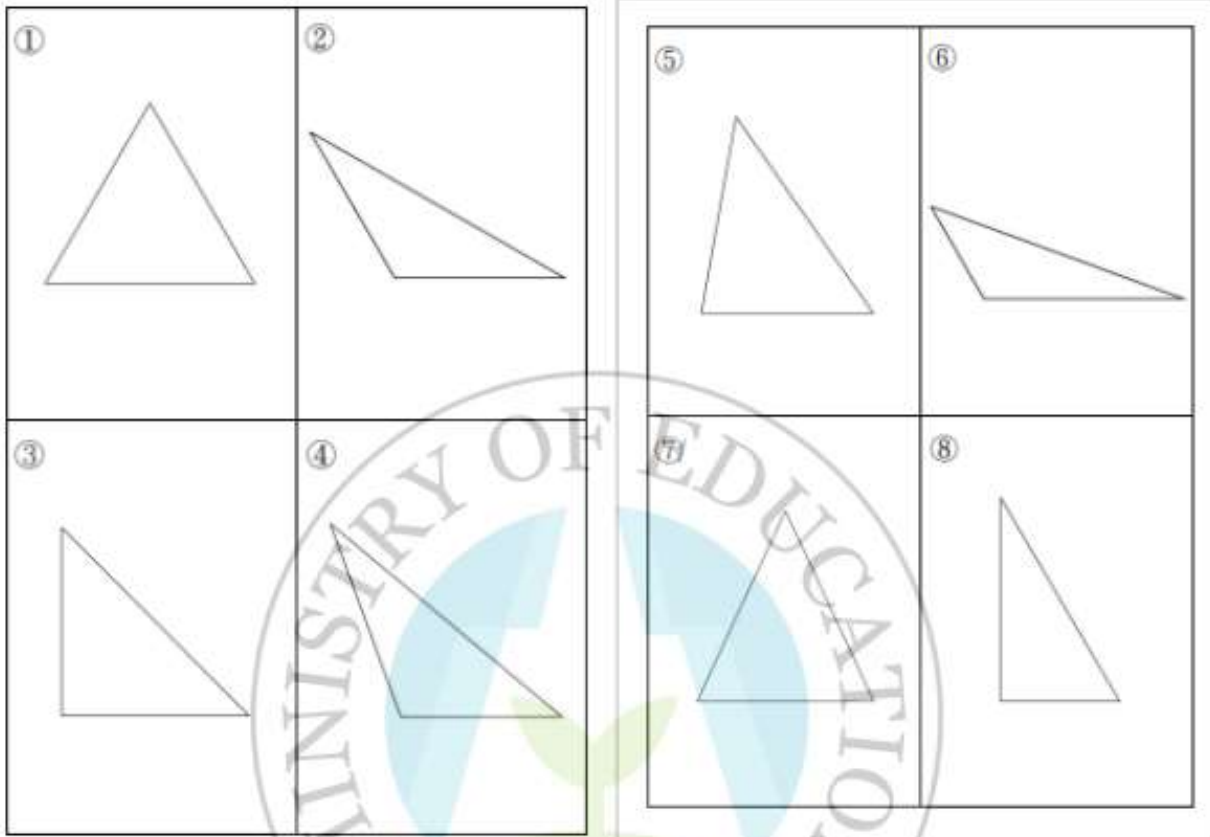 ① ②
⑤ ⑥
③ ④
⑦ ⑧
MINISTRY OF EDUCATION